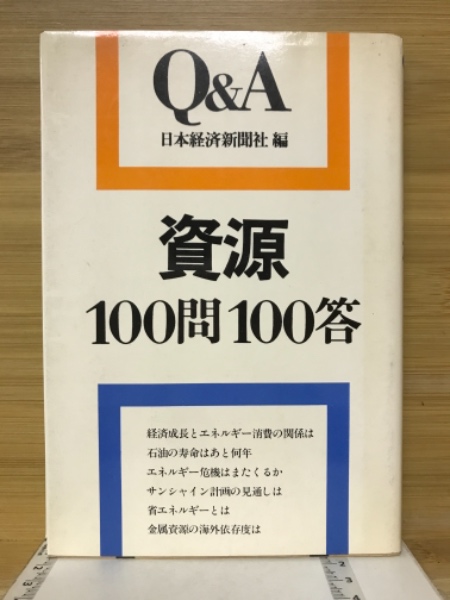 Q&A
日本経済新聞社 編
資源
100問100答
経済成長とエネルギー消費の関係は
石油の寿命はあと何年
エネルギー危機はまたくるか
サンシャイン計画の見通しは
省エネルギーとは
金属資源の海外依存度は
1
2
3
4